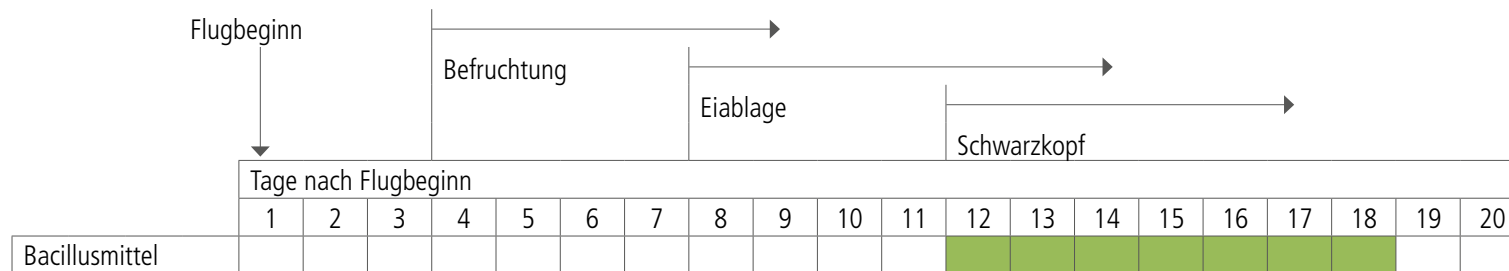 Flugbeginn
Befruchtung
Eiablage
Schwarzkopf
Tage nach Flugbeginn
1 2 3 4 5 6 7 8 9 10 11 12 13 14 15 16 17 18 19 20
Bacillusmittel